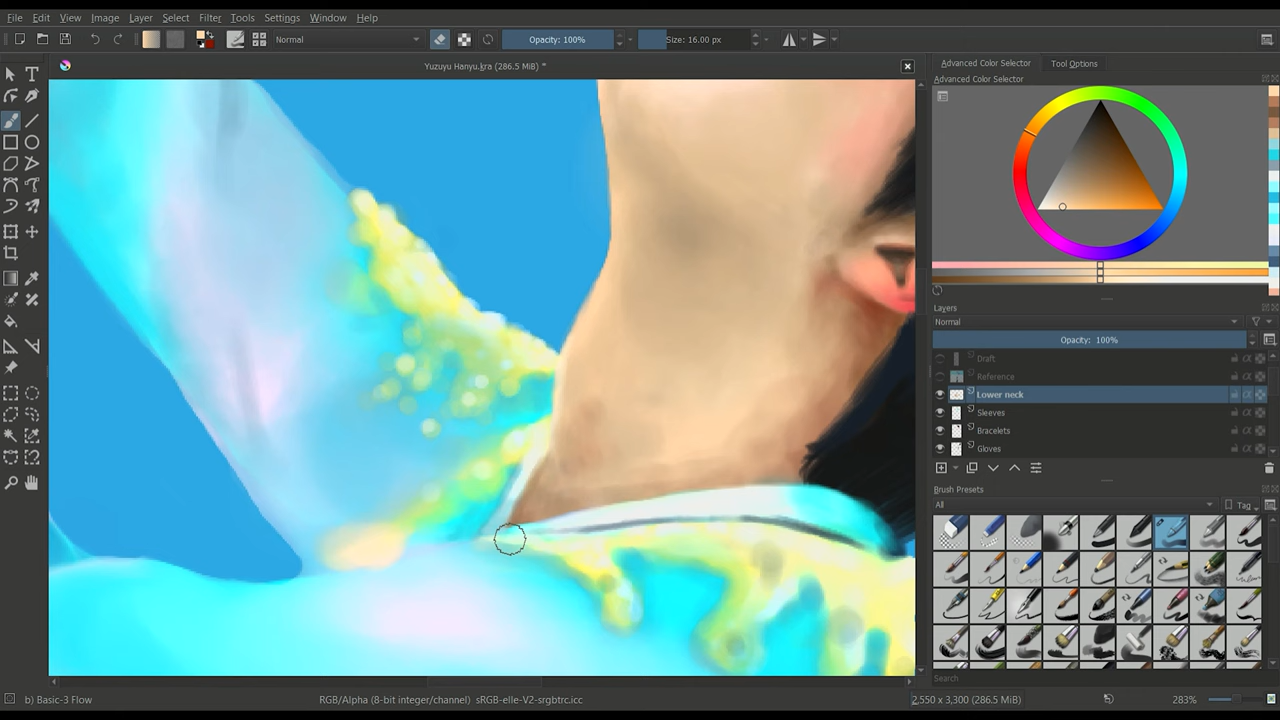 File Edit View Image Layer Select Filter Tools Settings Window Help
Normal Opacity: 100% Size: 16.00 px
Yuzuyu Hanyu.kra (286.5 MiB) *
Advanced Color Selector Tool Options
Advanced Color Selector
Layers
Normal
Opacity: 100%
Draft
Reference
Lower neck
Sleeves
Bracelets
Gloves
Brush Presets
All Tag
Search
b) Basic-3 Flow RGB/Alpha (8-bit integer/channel) sRGB-elle-V2-srgbtrc.icc 2,550 x 3,300 (286.5 MiB) 283%